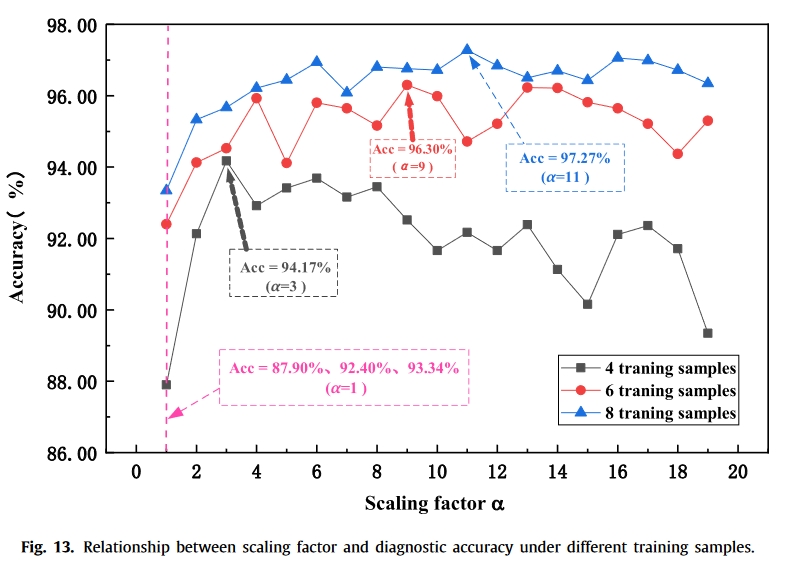 98.00
96.00
94.00
92.00
90.00
88.00
86.00
Accuracy( %)
Acc = 96.30%
( α=9 )
Acc = 97.27%
(α=11 )
Acc = 94.17%
(α=3 )
Acc = 87.90%、92.40%、93.34%
(α=1 )
4 traning samples
6 traning samples
8 traning samples
0 2 4 6 8 10 12 14 16 18 20
Scaling factor α
Fig. 13. Relationship between scaling factor and diagnostic accuracy under different training samples.